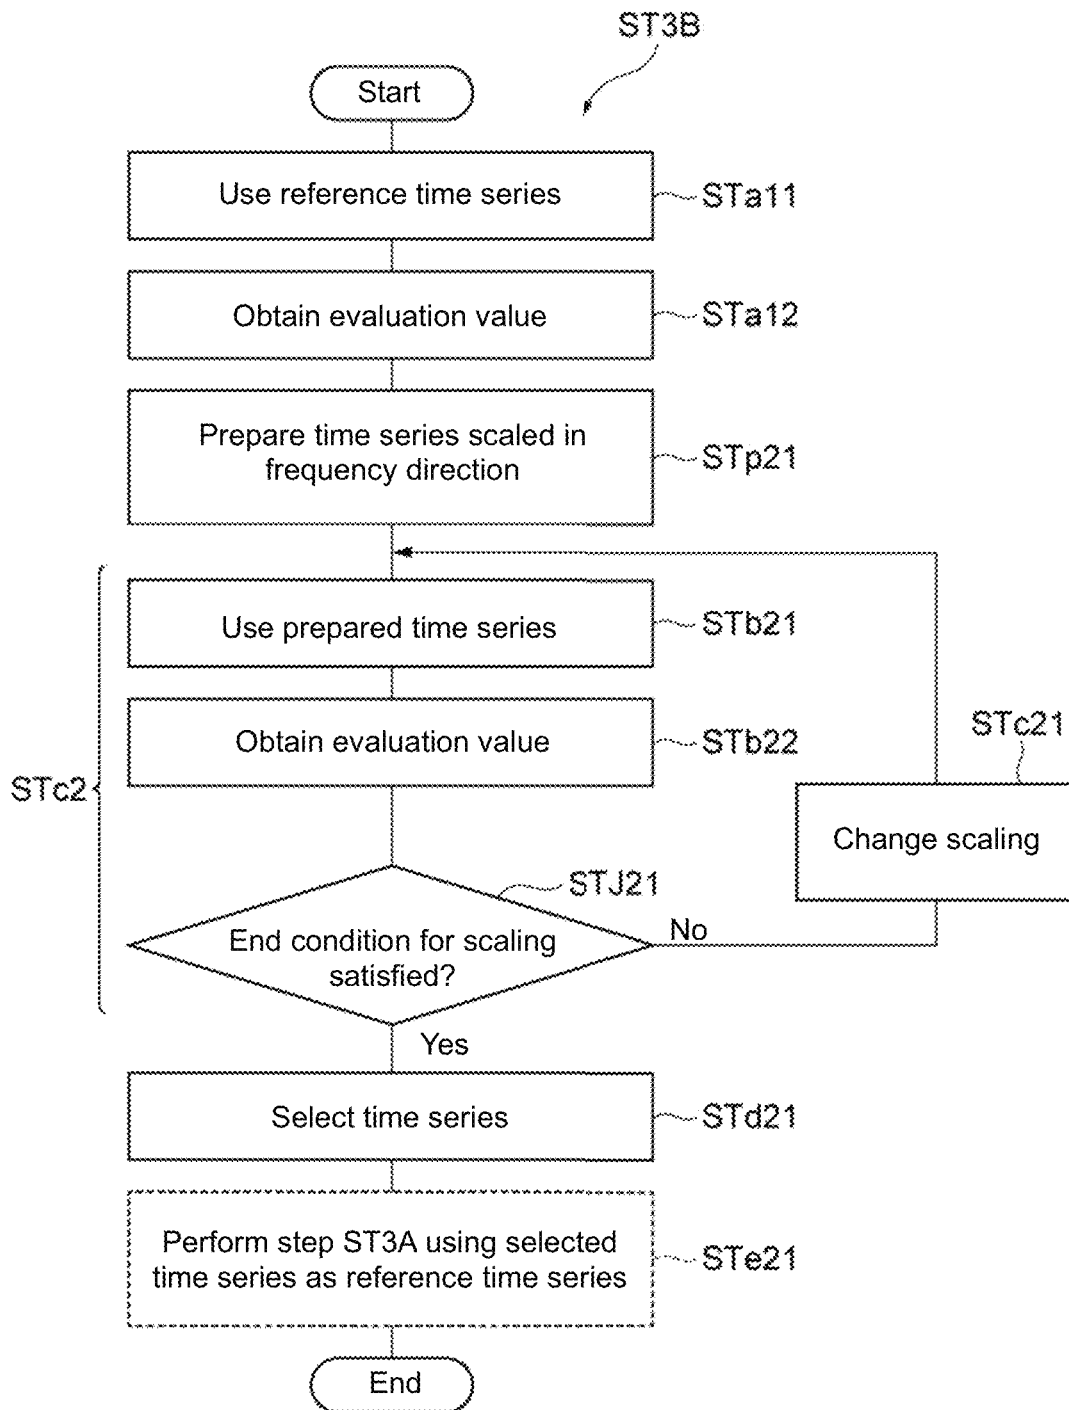 ST3B
Start
Use reference time series
STa11
Obtain evaluation value
STa12
Prepare time series scaled in
frequency direction
STp21
Use prepared time series
STb21
Obtain evaluation value
STb22
STc21
STc2
Change scaling
STJ21
End condition for scaling
satisfied?
No
Yes
Select time series
STd21
Perform step ST3A using selected
time series as reference time series
STe21
End